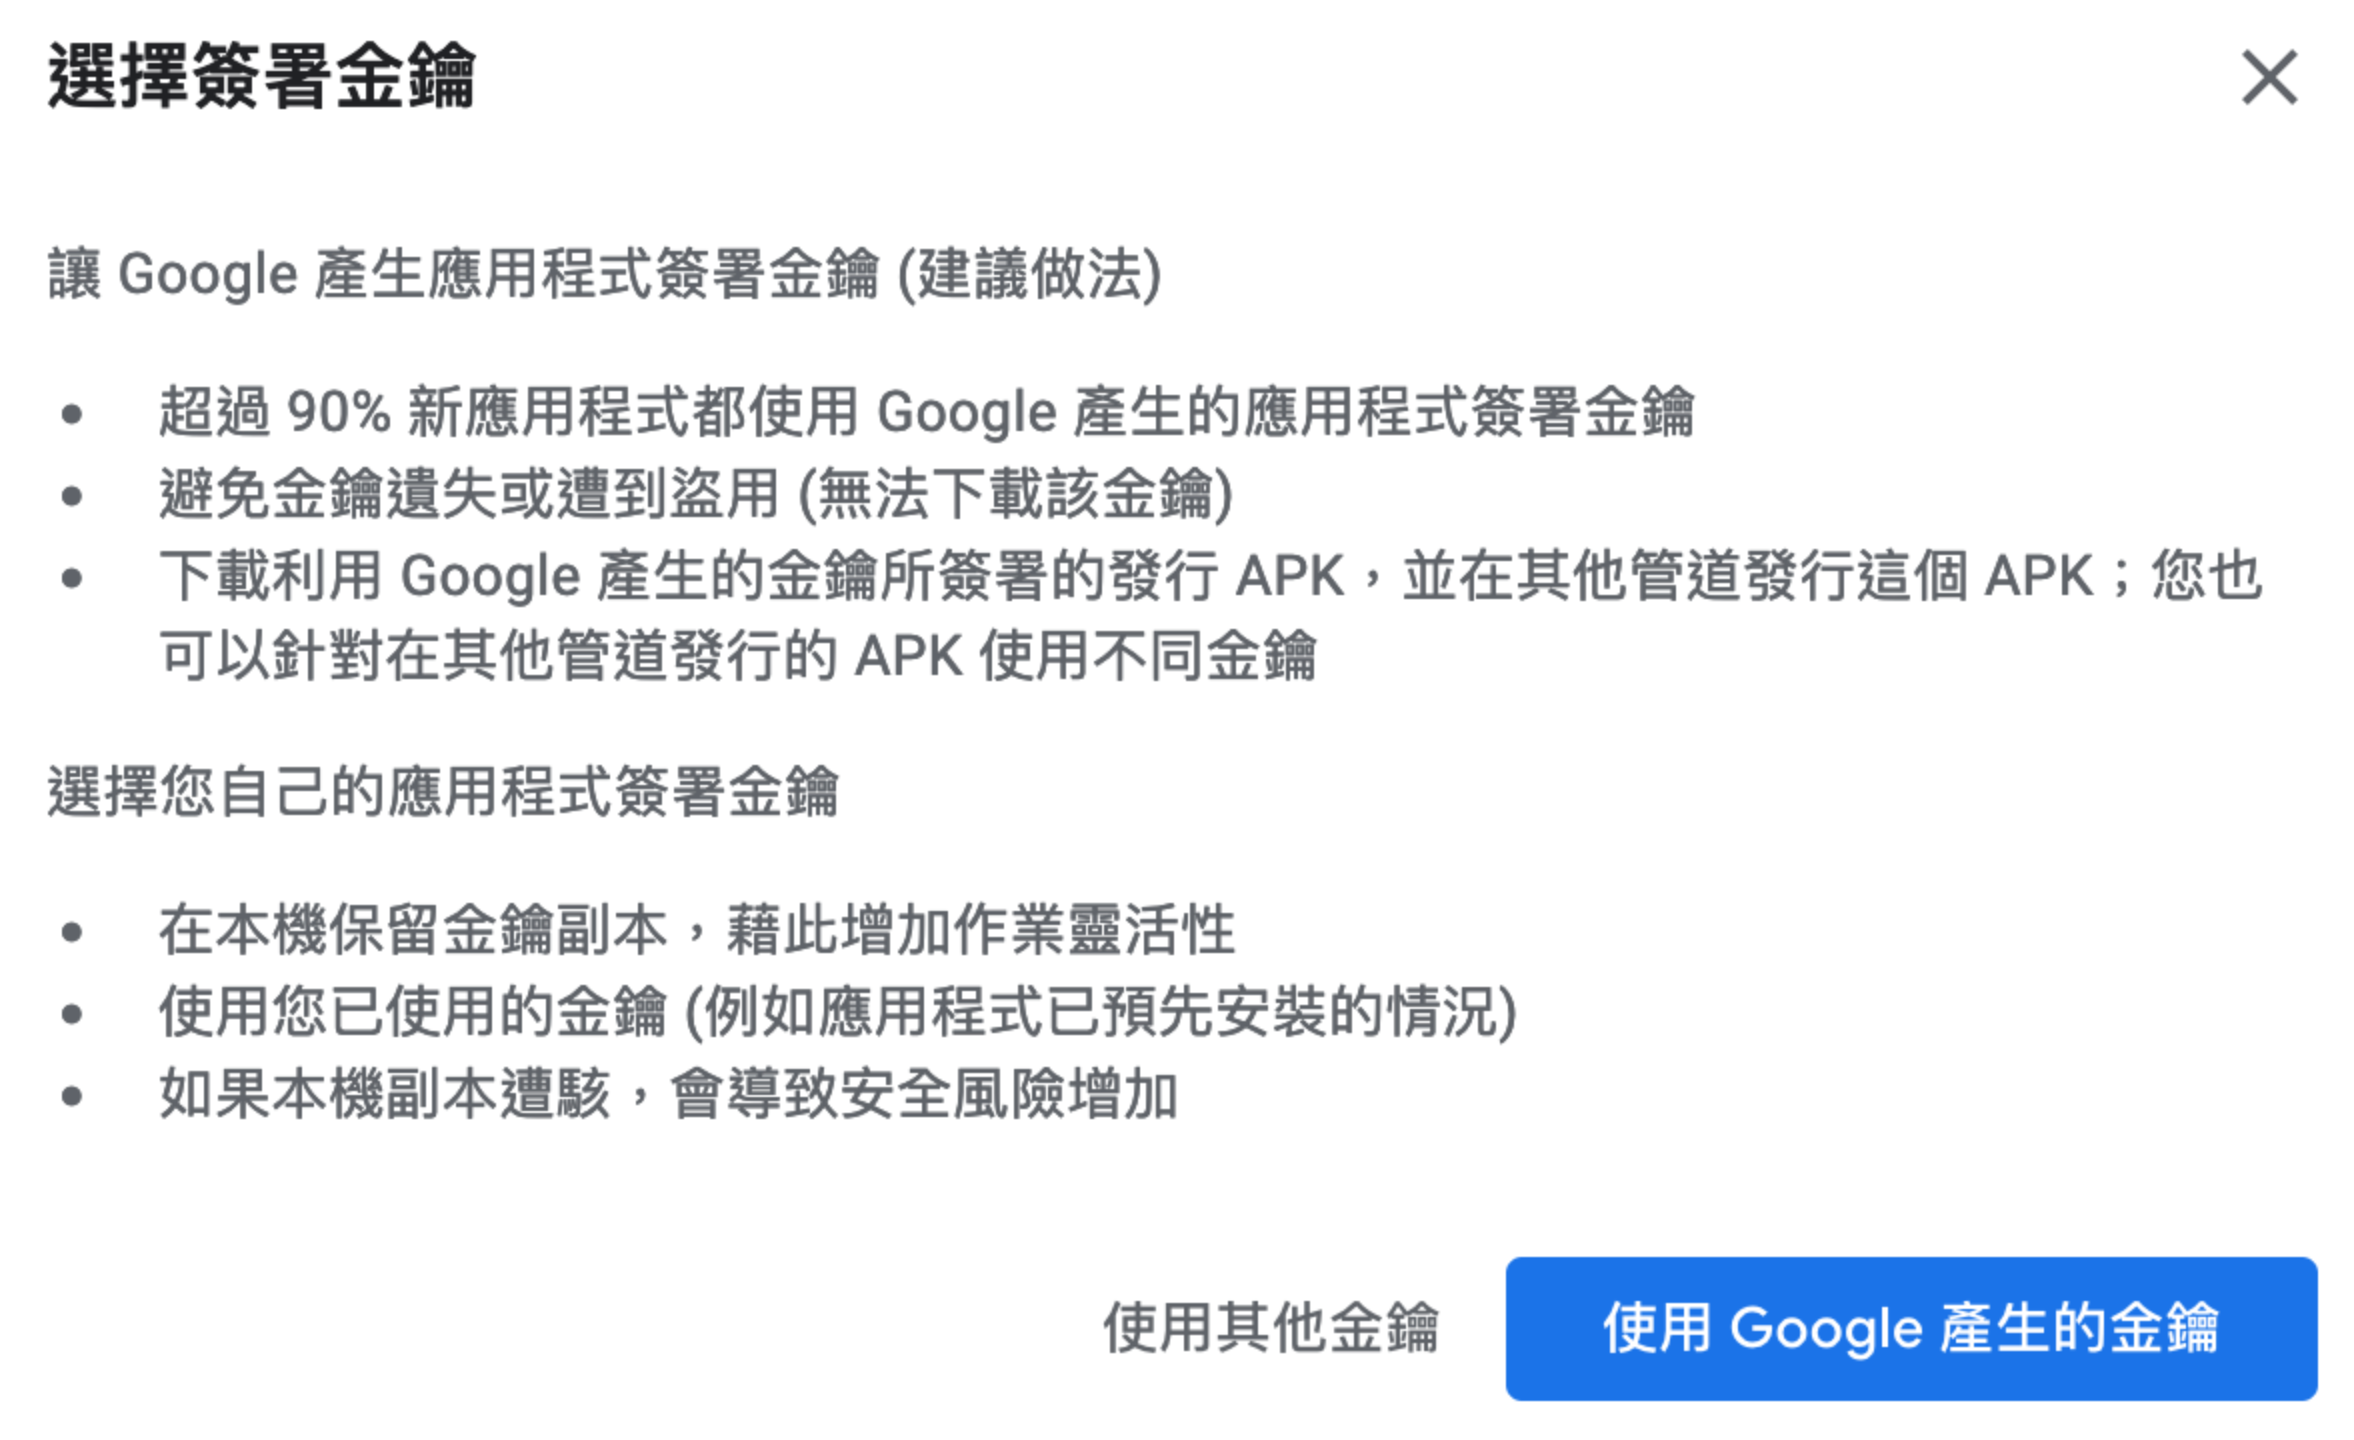 選擇簽署金鑰
讓 Google 產生應用程式簽署金鑰 (建議做法)
• 超過 90% 新應用程式都使用 Google 產生的應用程式簽署金鑰
• 避免金鑰遺失或遭到盜用 (無法下載該金鑰)
• 下載利用 Google 產生的金鑰所簽署的發行 APK，並在其他管道發行這個 APK；您也
可以針對在其他管道發行的 APK 使用不同金鑰
選擇您自己的應用程式簽署金鑰
• 在本機保留金鑰副本，藉此增加作業靈活性
• 使用您已使用的金鑰 (例如應用程式已預先安裝的情況)
• 如果本機副本遭駭，會導致安全風險增加
使用其他金鑰
使用 Google 產生的金鑰